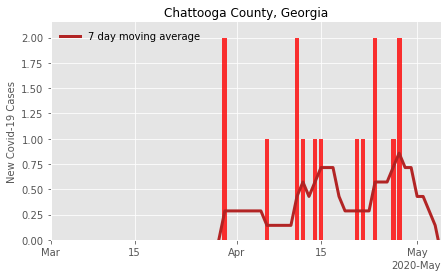 Chattooga County, Georgia
7 day moving average
New Covid-19 Cases
2.00
1.75
1.50
1.25
1.00
0.75
0.50
0.25
0.00
Mar 15 Apr 15 May
2020-May